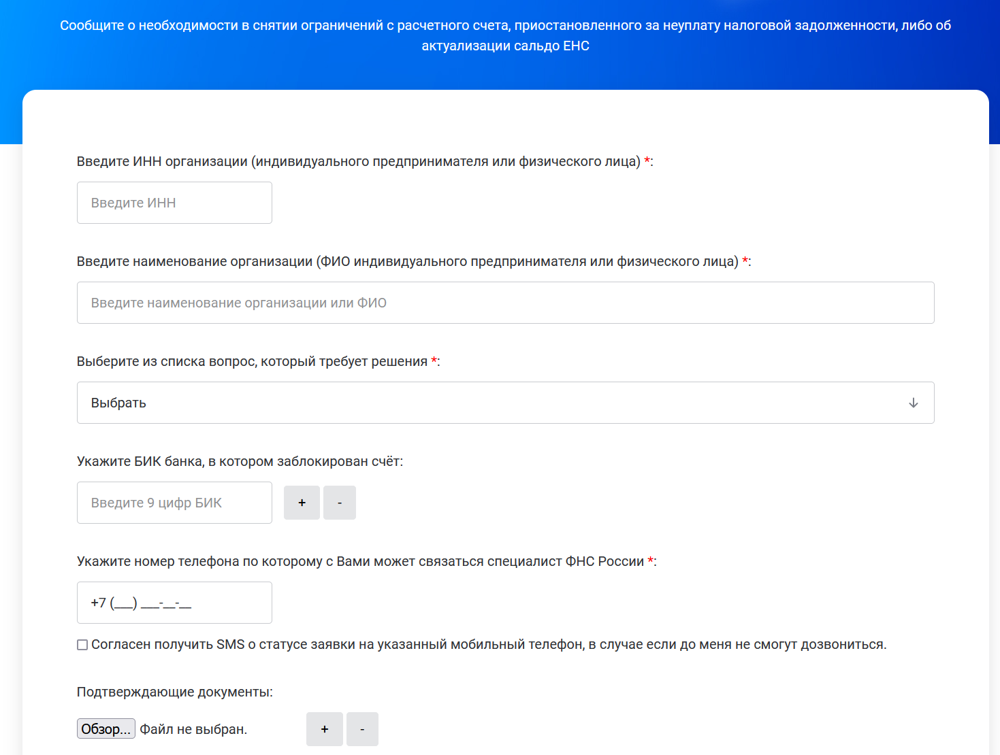 Сообщите о необходимости в снятии ограничений с расчетного счета, приостановленного за неуплату налоговой задолженности, либо об
актуализации сальдо ЕНС
Введите ИНН организации (индивидуального предпринимателя или физического лица) *:
Введите ИНН
Введите наименование организации (ФИО индивидуального предпринимателя или физического лица) *:
Введите наименование организации или ФИО
Выберите из списка вопрос, который требует решения *:
Выбрать
Укажите БИК банка, в котором заблокирован счёт:
Введите 9 цифр БИК + -
Укажите номер телефона по которому с Вами может связаться специалист ФНС России *:
+7 (___) ___-__-__
Согласен получить SMS о статусе заявки на указанный мобильный телефон, в случае если до меня не смогут дозвониться.
Подтверждающие документы:
Обзор... Файл не выбран. + -